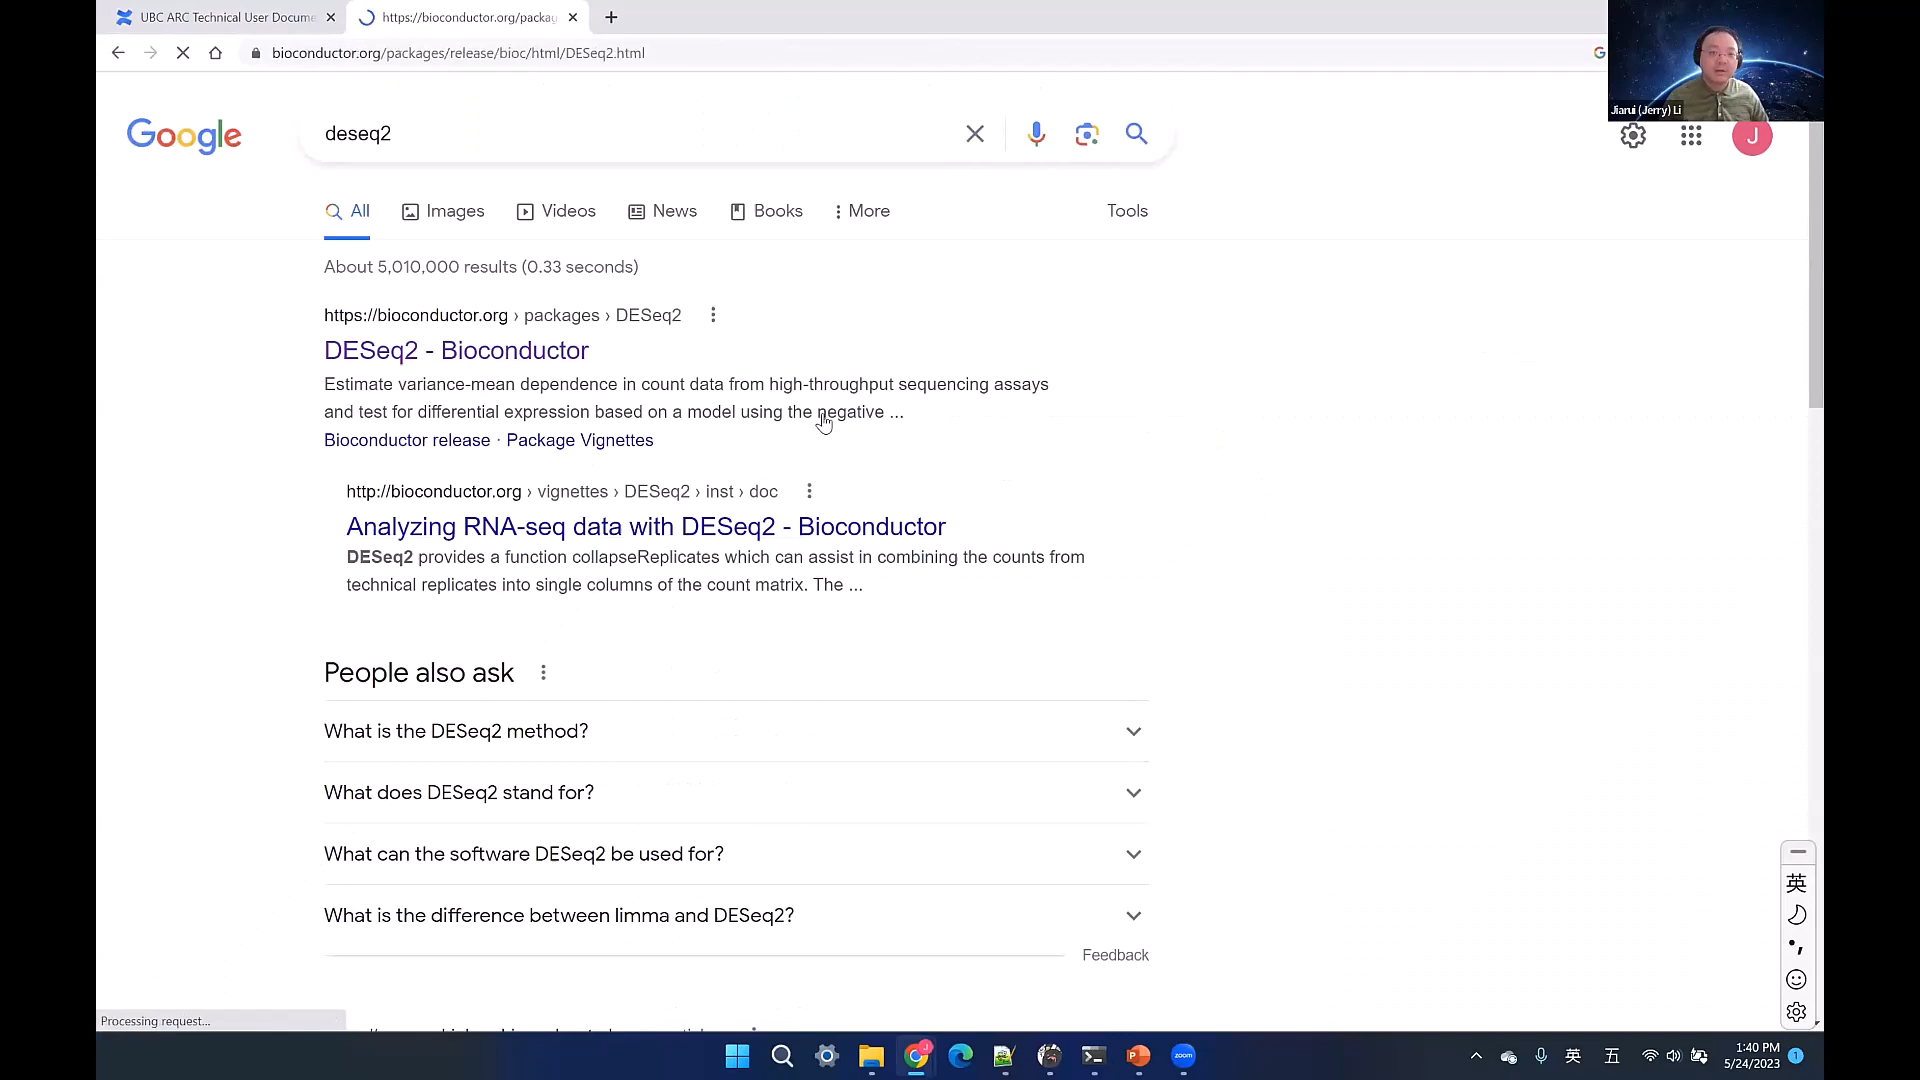 UBC ARC Technical User Docume
https://bioconductor.org/packag
bioconductor.org/packages/release/bioc/html/DESeq2.html
Jiarui (Jerry) Li
Google
deseq2
J
All
Images
Videos
News
Books
More
Tools
About 5,010,000 results (0.33 seconds)
https://bioconductor.org › packages › DESeq2
DESeq2 - Bioconductor
Estimate variance-mean dependence in count data from high-throughput sequencing assays
and test for differential expression based on a model using the negative ...
Bioconductor release · Package Vignettes
http://bioconductor.org › vignettes › DESeq2 › inst › doc
Analyzing RNA-seq data with DESeq2 - Bioconductor
DESeq2 provides a function collapseReplicates which can assist in combining the counts from
technical replicates into single columns of the count matrix. The ...
People also ask
What is the DESeq2 method?
What does DESeq2 stand for?
What can the software DESeq2 be used for?
What is the difference between limma and DESeq2?
Feedback
英
Processing request...
zoom
英
五
1:40 PM
5/24/2023
1